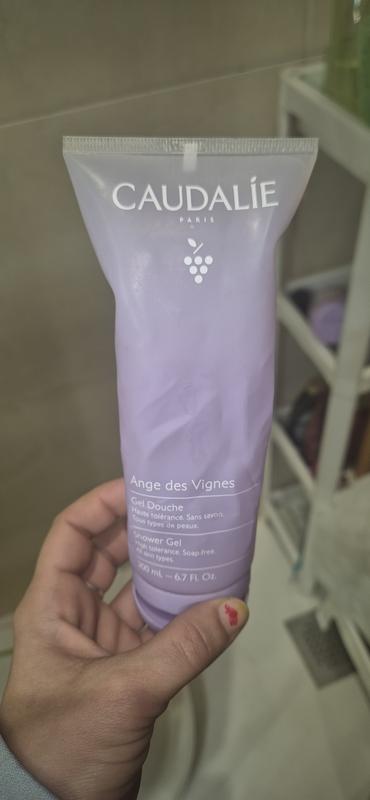 CAUDALÍE
PARIS
Ange des Vignes
Gel Douche
Haute tolérance. Sans savon.
Tous types de peaux.
Shower Gel
High tolerance. Soap-free.
All skin types.
200 mL – 6.7 Fl. Oz.